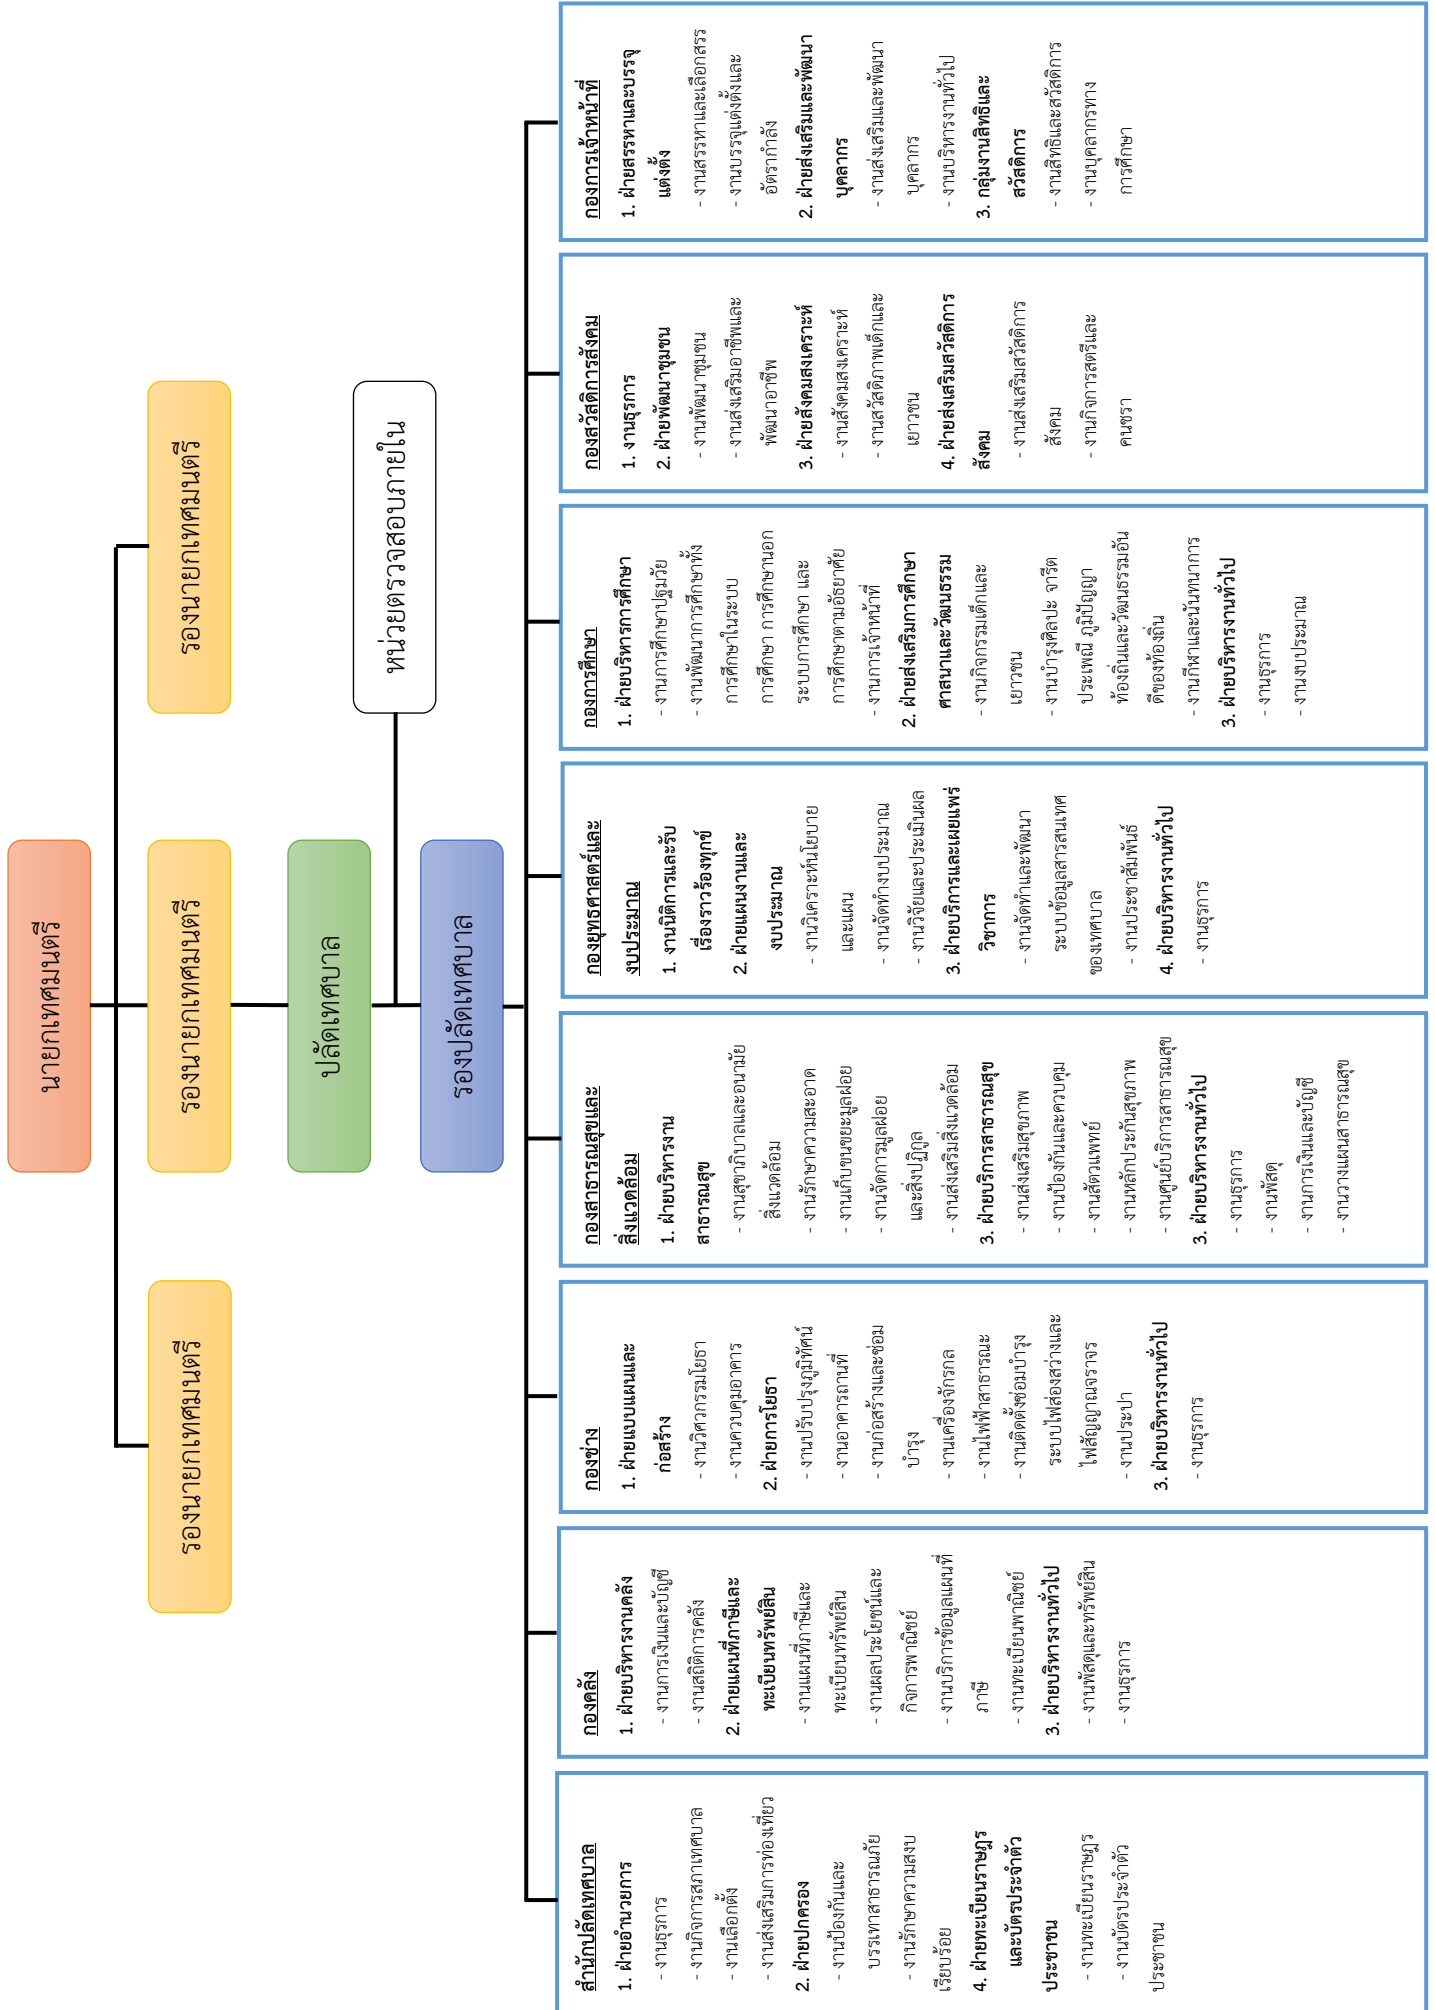 นายกเทศมนตรี
รองนายกเทศมนตรี
รองนายกเทศมนตรี
รองนายกเทศมนตรี
ปลัดเทศบาล
หน่วยตรวจสอบภายใน
รองปลัดเทศบาล
สำนักปลัดเทศบาล
1. ฝ่ายอำนวยการ
- งานธุรการ
- งานกิจการสภาเทศบาล
- งานเลือกตั้ง
- งานส่งเสริมการท่องเที่ยว
2. ฝ่ายปกครอง
- งานป้องกันและ
บรรเทาสาธารณภัย
- งานรักษาความสงบ
เรียบร้อย
4. ฝ่ายทะเบียนราษฎร
และบัตรประจำตัว
ประชาชน
- งานทะเบียนราษฎร
- งานบัตรประจำตัว
ประชาชน
กองคลัง
1. ฝ่ายบริหารงานคลัง
- งานการเงินและบัญชี
- งานสถิติการคลัง
2. ฝ่ายแผนที่ภาษีและ
ทะเบียนทรัพย์สิน
- งานแผนที่ภาษีและ
ทะเบียนทรัพย์สิน
- งานผลประโยชน์และ
กิจการพาณิชย์
- งานบริการข้อมูลแผนที่
ภาษี
- งานทะเบียนพาณิชย์
3. ฝ่ายบริหารงานทั่วไป
- งานพัสดุและทรัพย์สิน
- งานธุรการ
กองช่าง
1. ฝ่ายแบบแผนและ
ก่อสร้าง
- งานวิศวกรรมโยธา
- งานควบคุมอาคาร
2. ฝ่ายการโยธา
- งานปรับปรุงภูมิทัศน์
- งานอาคารถานที่
- งานก่อสร้างและซ่อม
บำรุง
- งานเครื่องจักรกล
- งานไฟฟ้าสาธารณะ
- งานติดตั้งซ่อมบำรุง
ระบบไฟส่องสว่างและ
ไฟสัญญาณจราจร
- งานประปา
3. ฝ่ายบริหารงานทั่วไป
- งานธุรการ
กองสาธารณสุขและ
สิ่งแวดล้อม
1. ฝ่ายบริหารงาน
สาธารณสุข
- งานสุขาภิบาลและอนามัย
สิ่งแวดล้อม
- งานรักษาความสะอาด
- งานเก็บขนขยะมูลฝอย
- งานจัดการมูลฝอย
และสิ่งปฏิกูล
- งานส่งเสริมสิ่งแวดล้อม
3. ฝ่ายบริการสาธารณสุข
- งานส่งเสริมสุขภาพ
- งานป้องกันและควบคุม
- งานสัตวแพทย์
- งานหลักประกันสุขภาพ
- งานศูนย์บริการสาธารณสุข
3. ฝ่ายบริหารงานทั่วไป
- งานธุรการ
- งานพัสดุ
- งานการเงินและบัญชี
- งานวางแผนสาธารณสุข
กองยุทธศาสตร์และ
งบประมาณ
1. งานนิติการและรับ
เรื่องราวร้องทุกข์
2. ฝ่ายแผนงานและ
งบประมาณ
- งานวิเคราะห์นโยบาย
และแผน
- งานจัดทำงบประมาณ
- งานวิจัยและประเมินผล
3. ฝ่ายบริการและเผยแพร่
วิชาการ
- งานจัดทำและพัฒนา
ระบบข้อมูลสารสนเทศ
ของเทศบาล
- งานประชาสัมพันธ์
4. ฝ่ายบริหารงานทั่วไป
- งานธุรการ
กองการศึกษา
1. ฝ่ายบริหารการศึกษา
- งานการศึกษาปฐมวัย
- งานพัฒนาการศึกษาทั้ง
การศึกษาในระบบ
การศึกษา การศึกษานอก
ระบบการศึกษา และ
การศึกษาตามอัธยาศัย
- งานการเจ้าหน้าที่
2. ฝ่ายส่งเสริมการศึกษา
ศาสนาและวัฒนธรรม
- งานกิจกรรมเด็กและ
เยาวชน
- งานบำรุงศิลปะ จารีต
ประเพณี ภูมิปัญญา
ท้องถิ่นและวัฒนธรรมอัน
ดีของท้องถิ่น
- งานกีฬาและนันทนาการ
3. ฝ่ายบริหารงานทั่วไป
- งานธุรการ
- งานงบประมาณ
กองสวัสดิการสังคม
1. งานธุรการ
2. ฝ่ายพัฒนาชุมชน
- งานพัฒนาชุมชน
- งานส่งเสริมอาชีพและ
พัฒนาอาชีพ
3. ฝ่ายสังคมสงเคราะห์
- งานสังคมสงเคราะห์
- งานสวัสดิภาพเด็กและ
เยาวชน
4. ฝ่ายส่งเสริมสวัสดิการ
สังคม
- งานส่งเสริมสวัสดิการ
สังคม
- งานกิจการสตรีและ
คนชรา
กองการเจ้าหน้าที่
1. ฝ่ายสรรหาและบรรจุ
แต่งตั้ง
- งานสรรหาและเลือกสรร
- งานบรรจุแต่งตั้งและ
อัตรากำลัง
2. ฝ่ายส่งเสริมและพัฒนา
บุคลากร
- งานส่งเสริมและพัฒนา
บุคลากร
- งานบริหารงานทั่วไป
3. กลุ่มงานสิทธิและ
สวัสดิการ
- งานสิทธิและสวัสดิการ
- งานบุคลากรทาง
การศึกษา